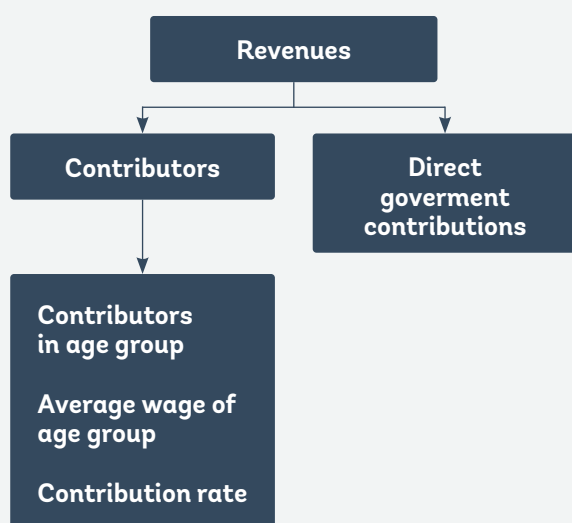 Revenues
Contributors
Direct
goverment
contributions
Contributors
in age group
Average wage of
age group
Contribution rate